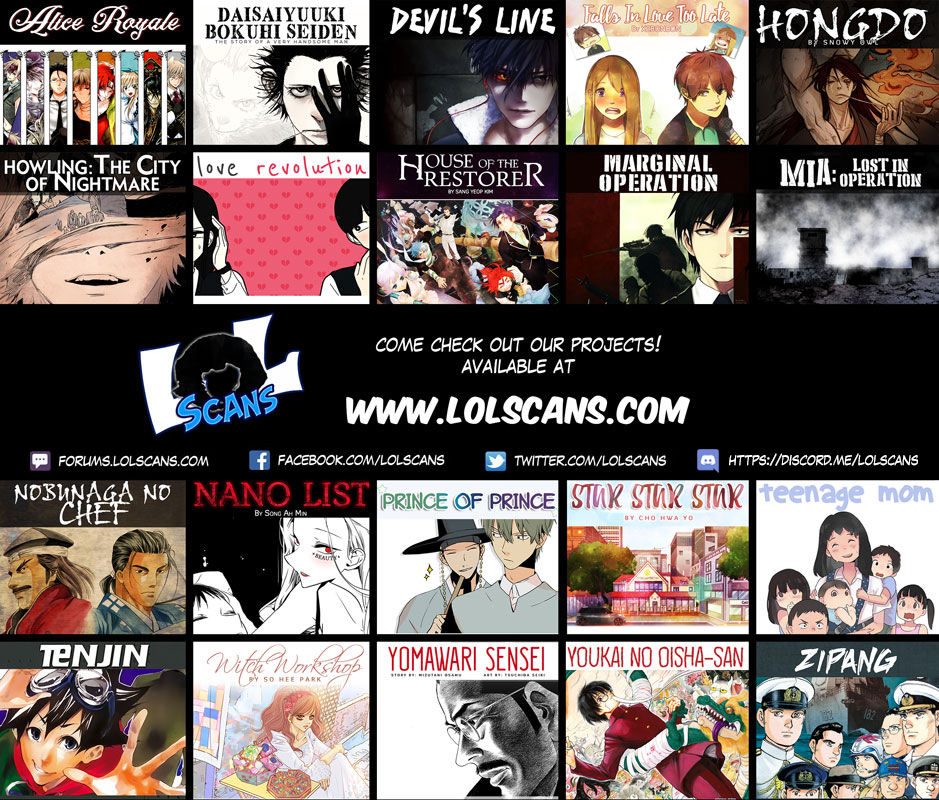 Alice Royale
DAISAIYUUKI
BOKUHI SEIDEN
THE STORY OF A VERY HANDSOME MAN
DEVIL'S LINE
Falls In Love Too Late
HONGDO
BY SNOWY OWL
HOWLING: THE CITY
OF NIGHTMARE
love revolution
HOUSE OF THE
RESTORER
BY SANG YEOP KIM
MARGINAL
OPERATION
MIA: LOST IN
OPERATION
LOL
SCANS
COME CHECK OUT OUR PROJECTS!
AVAILABLE AT
WWW.LOLSCANS.COM
FORUMS.LOLSCANS.COM
FACEBOOK.COM/LOLSCANS
TWITTER.COM/LOLSCANS
HTTPS://DISCORD.ME/LOLSCANS
NOBUNAGA NO
CHEF
NANO LIST
BY SONG AH MIN
BEAUTY
PRINCE OF PRINCE
STAR STAR STAR
BY CHO HWA YO
teenage mom
TENJIN
Witch Workshop
BY SO HEE PARK
YOMAWARI SENSEI
STORY BY: MIZUTANI OSAMU ART BY: TSUCHIDA SEIKI
YOUKAI NO OISHA-SAN
ZIPANG
182